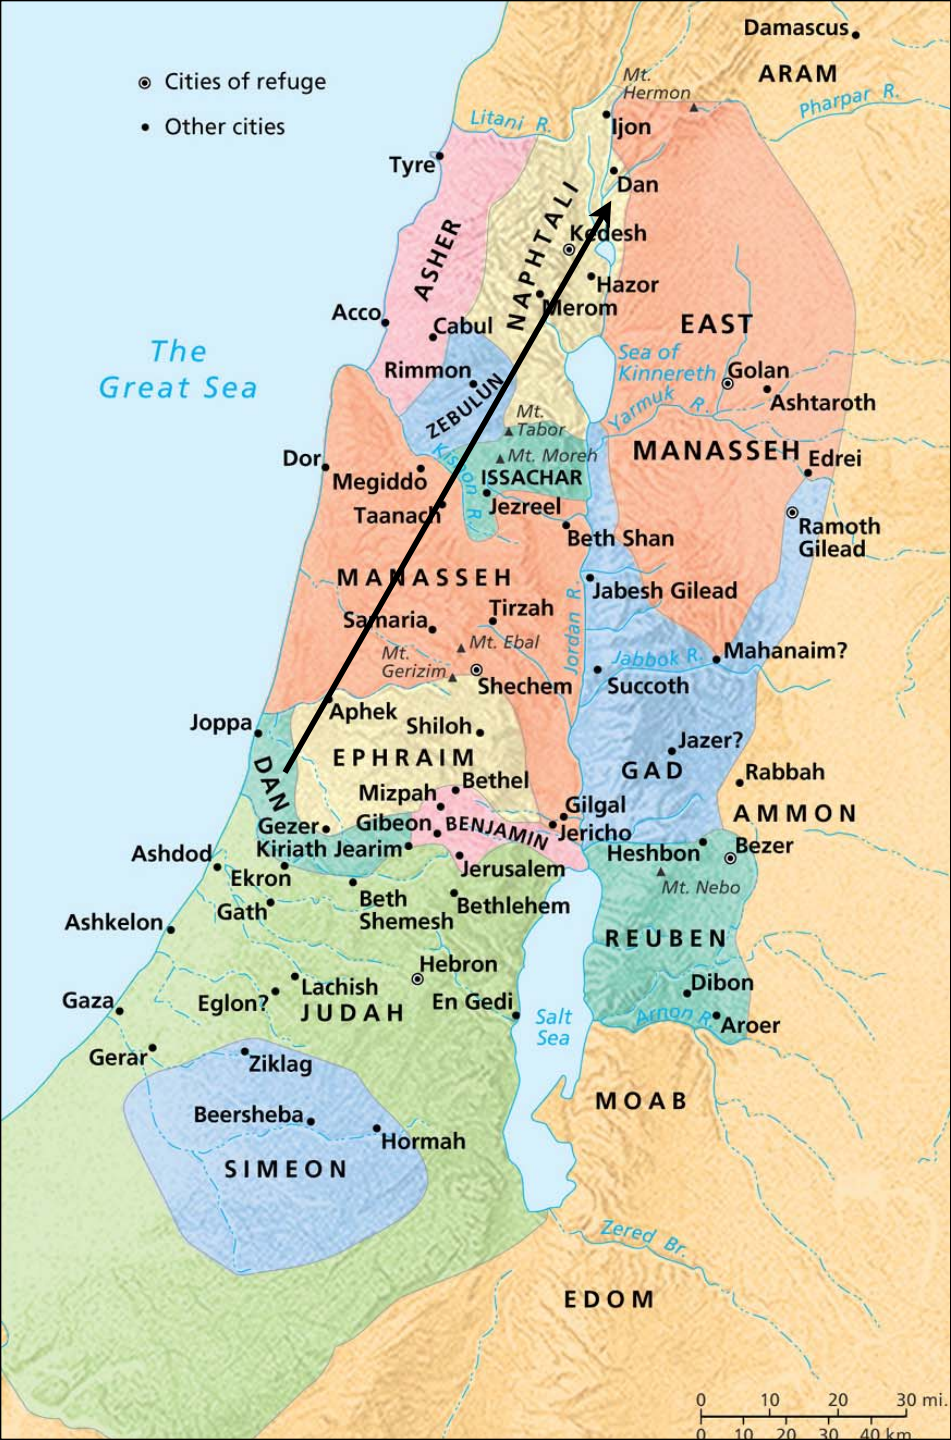 Damascus
ARAM
Cities of refuge
Other cities
Mt.
Hermon
Pharpar R.
Litani R.
Ijon
Tyre
Dan
NAPHTALI
ASHER
Kedesh
Hazor
Merom
Acco
Cabul
EAST
The
Great Sea
Sea of
Kinnereth
Rimmon
Golan
Ashtaroth
ZEBULUN
Mt.
Tabor
Yarmuk R.
MANASSEH
Dor
Mt. Moreh
Edrei
Megiddo
Kishon R.
ISSACHAR
Jezreel
Taanach
Ramoth
Gilead
Beth Shan
MANASSEH
Jabesh Gilead
Tirzah
Samaria
Jordan R.
Mt. Ebal
Mt.
Gerizim
Jabbok R.
Mahanaim?
Shechem
Succoth
Joppa
Aphek
Shiloh
DAN
EPHRAIM
Jazer?
GAD
Rabbah
Bethel
Mizpah
Gilgal
AMMON
Gezer
Gibeon
BENJAMIN
Jericho
Kiriath Jearim
Heshbon
Bezer
Ashdod
Jerusalem
Ekron
Mt. Nebo
Gath
Beth
Shemesh
Bethlehem
Ashkelon
REUBEN
Hebron
Lachish
Dibon
Gaza
Eglon?
JUDAH
En Gedi
Salt
Sea
Arnon R.
Aroer
Gerar
Ziklag
MOAB
Beersheba
Hormah
SIMEON
Zered Br.
EDOM
0 10 20 30 mi.
0 10 20 30 40 km